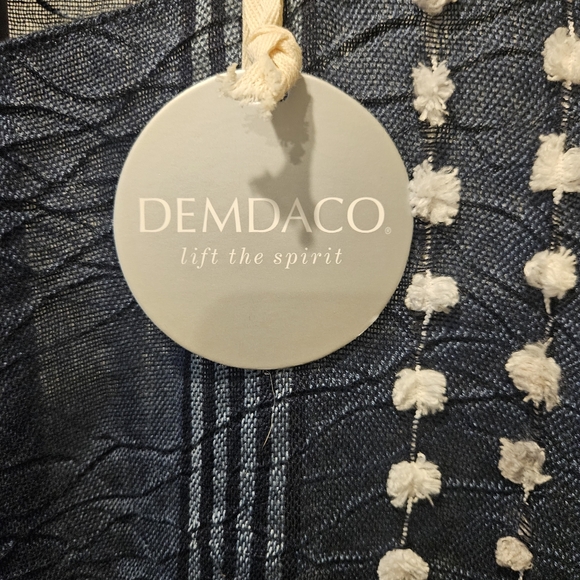 DEMDACO®
lift the spirit